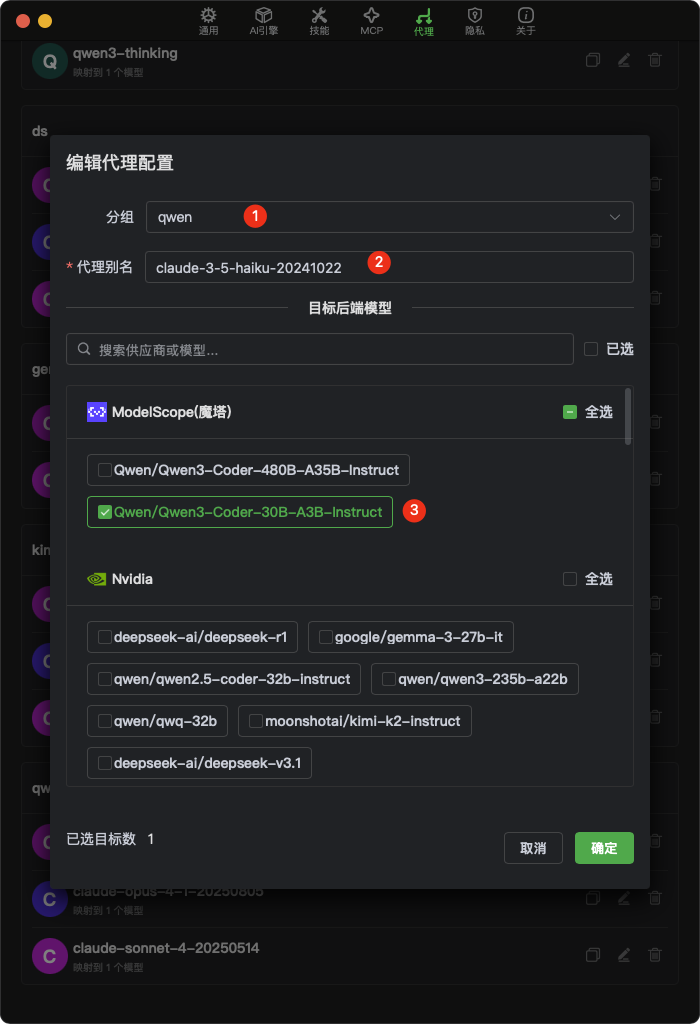 通用 AI引擎 技能 MCP 代理 隐私 关于
Q qwen3-thinking
映射到 1 个模型
ds
编辑代理配置
分组 qwen 1
* 代理别名 claude-3-5-haiku-20241022 2
目标后端模型
搜索供应商或模型... 已选
ModelScope(魔塔) 全选
Qwen/Qwen3-Coder-480B-A35B-Instruct
Qwen/Qwen3-Coder-30B-A3B-Instruct 3
Nvidia 全选
deepseek-ai/deepseek-r1 google/gemma-3-27b-it
qwen/qwen2.5-coder-32b-instruct qwen/qwen3-235b-a22b
qwen/qwq-32b moonshotai/kimi-k2-instruct
deepseek-ai/deepseek-v3.1
已选目标数 1
取消 确定
C claude-opus-4-1-20250805
映射到 1 个模型
C claude-sonnet-4-20250514
映射到 1 个模型